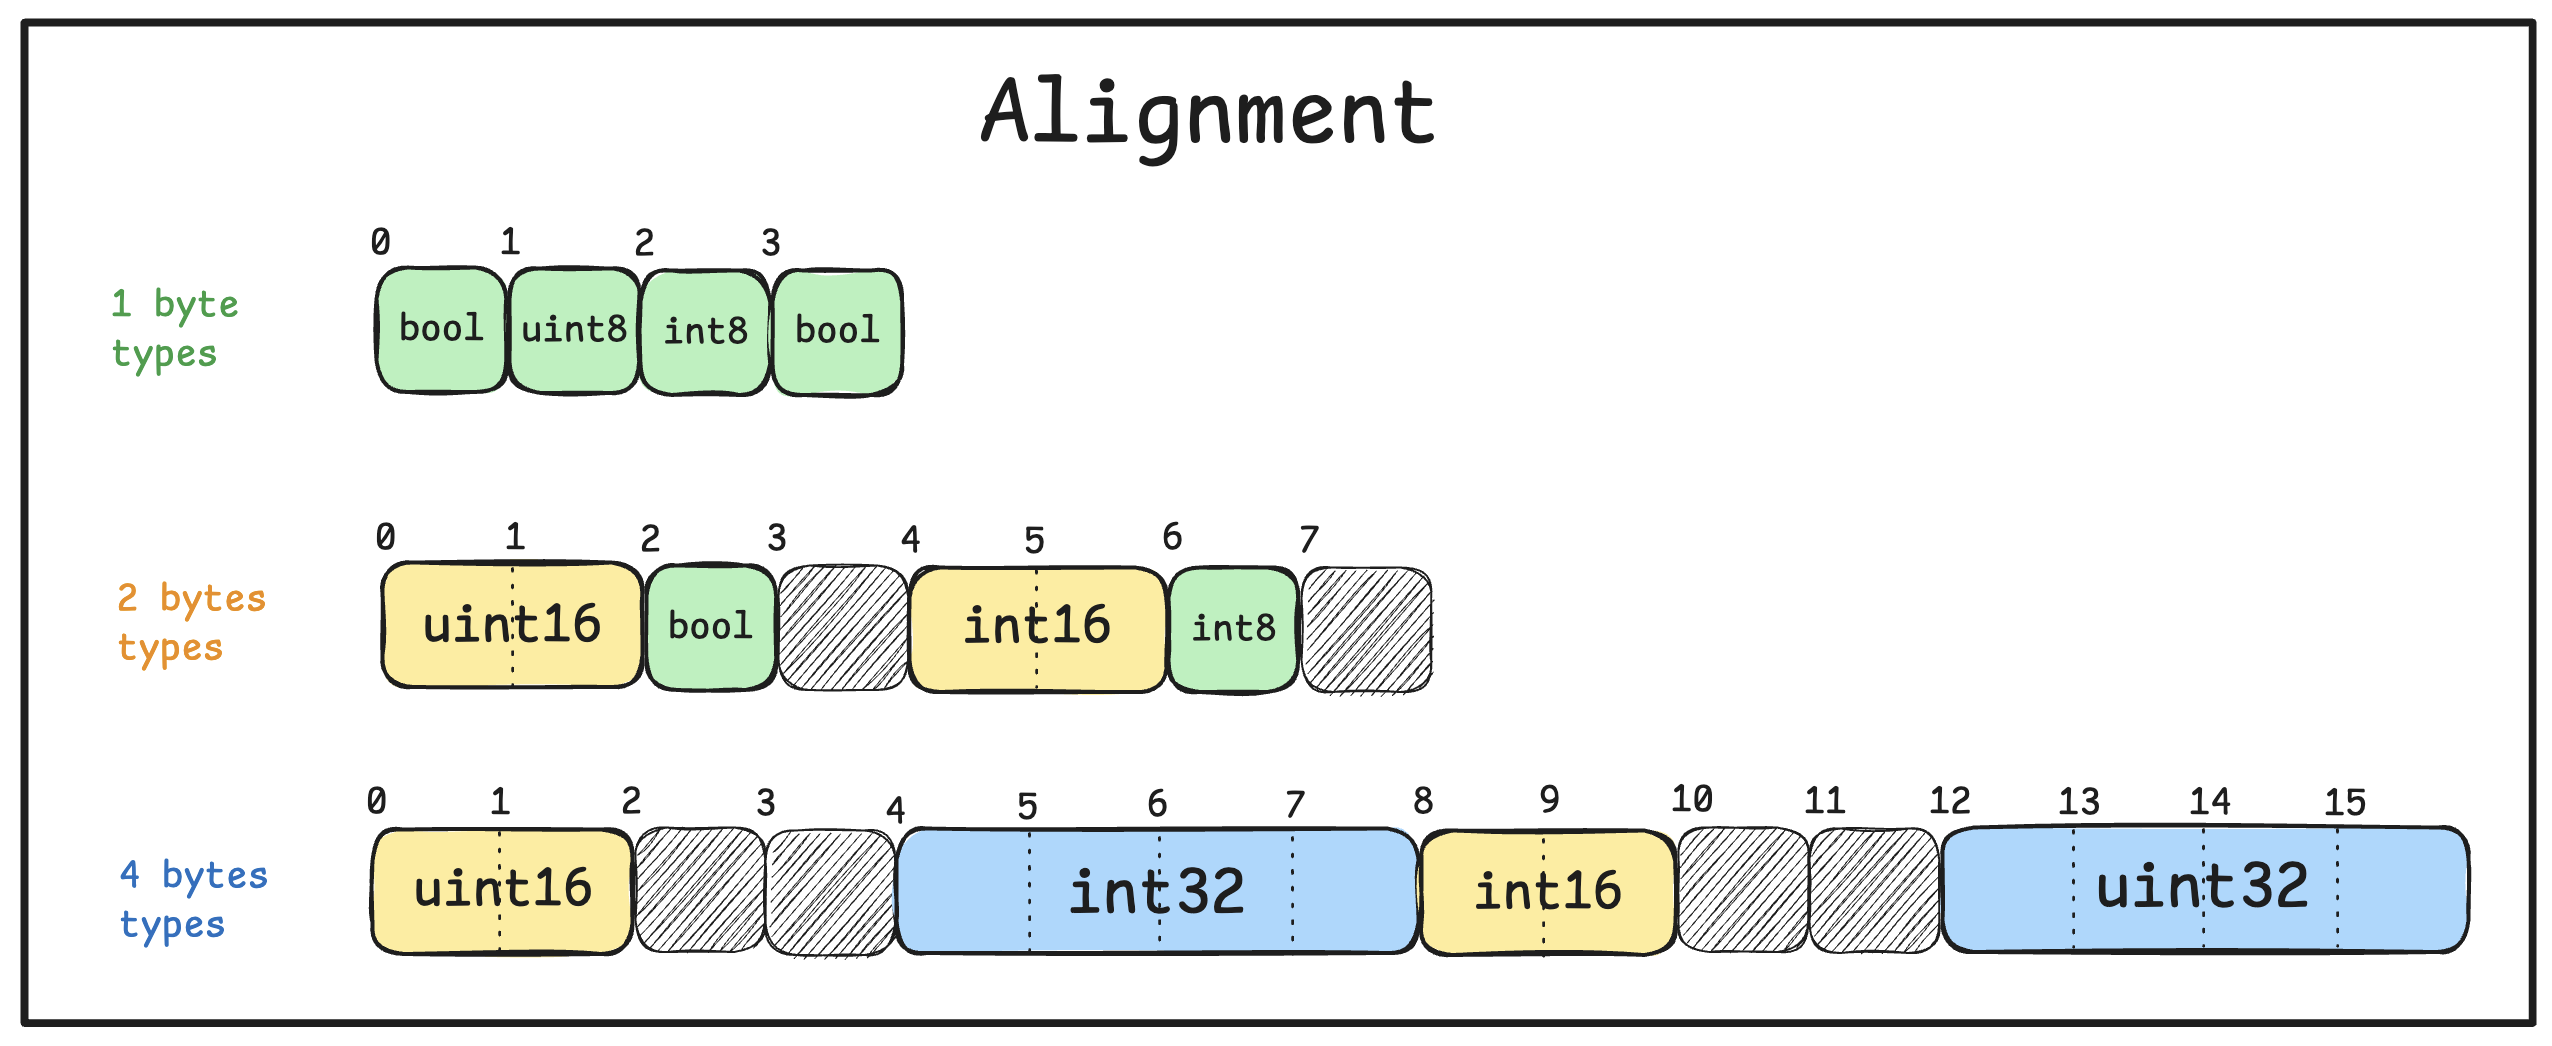 Alignment
0 1 2 3
1 byte
types
bool uint8 int8 bool
0 1 2 3 4 5 6 7
2 bytes
types
uint16 bool int16 int8
0 1 2 3 4 5 6 7 8 9 10 11 12 13 14 15
4 bytes
types
uint16 int32 int16 uint32